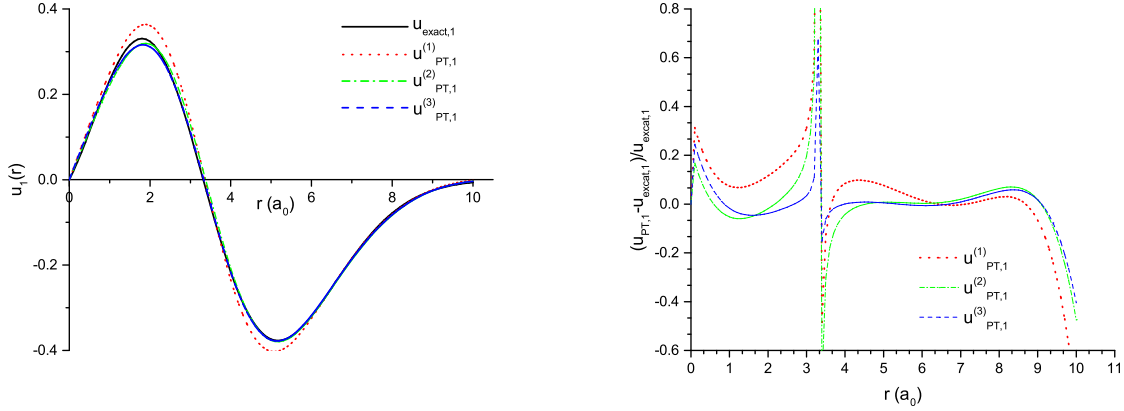 0.4
0.2
0.0
-0.2
-0.4
u₁(r)
0
2
4
6
8
10
r (a₀)
u_exact,1
u^(1)_PT,1
u^(2)_PT,1
u^(3)_PT,1
0.8
0.6
0.4
0.2
0.0
-0.2
-0.4
-0.6
(u_PT,1-u_excat,1)/u_excat,1
0 1 2 3 4 5 6 7 8 9 10 11
r (a₀)
u^(1)_PT,1
u^(2)_PT,1
u^(3)_PT,1